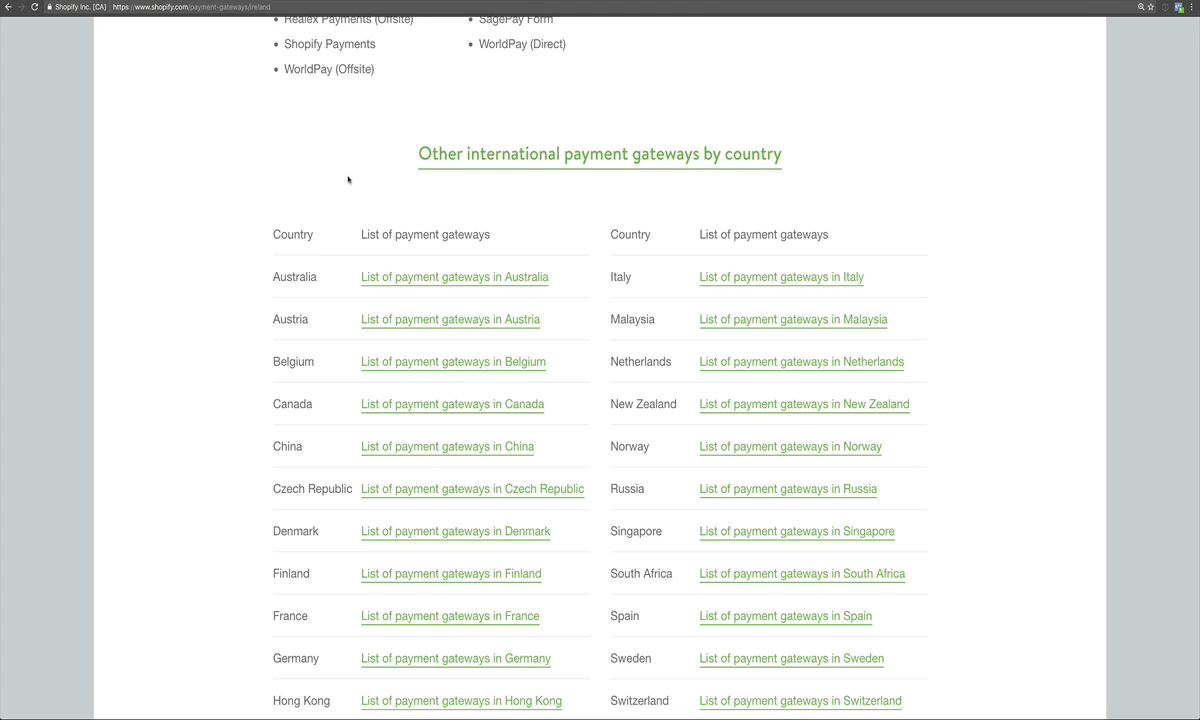 Shopify Inc. [CA] https://www.shopify.com/payment-gateways/ireland
Realex Payments (Offsite)
Shopify Payments
WorldPay (Offsite)
SagePay Form
WorldPay (Direct)
Other international payment gateways by country
Country List of payment gateways Country List of payment gateways
Australia List of payment gateways in Australia Italy List of payment gateways in Italy
Austria List of payment gateways in Austria Malaysia List of payment gateways in Malaysia
Belgium List of payment gateways in Belgium Netherlands List of payment gateways in Netherlands
Canada List of payment gateways in Canada New Zealand List of payment gateways in New Zealand
China List of payment gateways in China Norway List of payment gateways in Norway
Czech Republic List of payment gateways in Czech Republic Russia List of payment gateways in Russia
Denmark List of payment gateways in Denmark Singapore List of payment gateways in Singapore
Finland List of payment gateways in Finland South Africa List of payment gateways in South Africa
France List of payment gateways in France Spain List of payment gateways in Spain
Germany List of payment gateways in Germany Sweden List of payment gateways in Sweden
Hong Kong List of payment gateways in Hong Kong Switzerland List of payment gateways in Switzerland